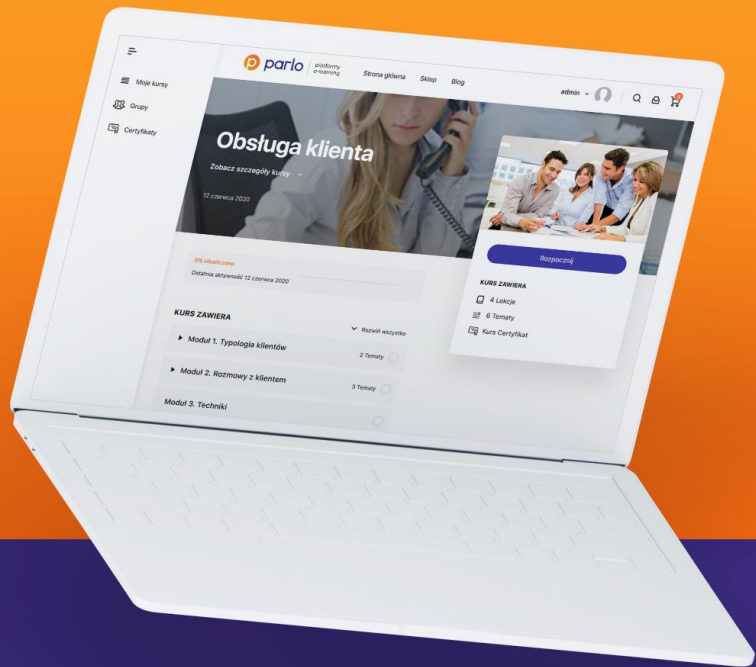 parlo
platformy
e-learning
Strona główna Sklep Blog
admin
Moje kursy
Grupy
Certyfikaty
Obsługa klienta
Zobacz szczegóły kursy
12 czerwca 2020
0% Ukończono
Ostatnia aktywność 12 czerwca 2020
KURS ZAWIERA
Rozwiń wszystko
Moduł 1. Typologia klientów
2 Tematy
Moduł 2. Rozmowy z klientem
3 Tematy
Moduł 3. Techniki
Rozpocznij
KURS ZAWIERA
4 Lekcje
6 Tematy
Kurs Certyfikat